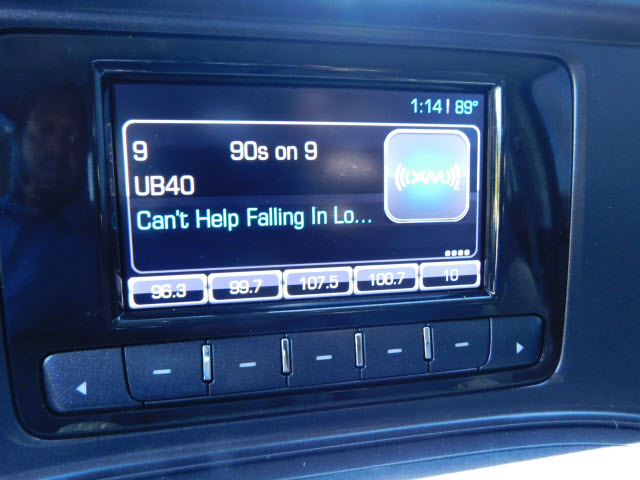 1:14 | 89°
9 90s on 9
((XM))
UB40
Can't Help Falling In Lo...
96.3 99.7 107.5 100.7 10